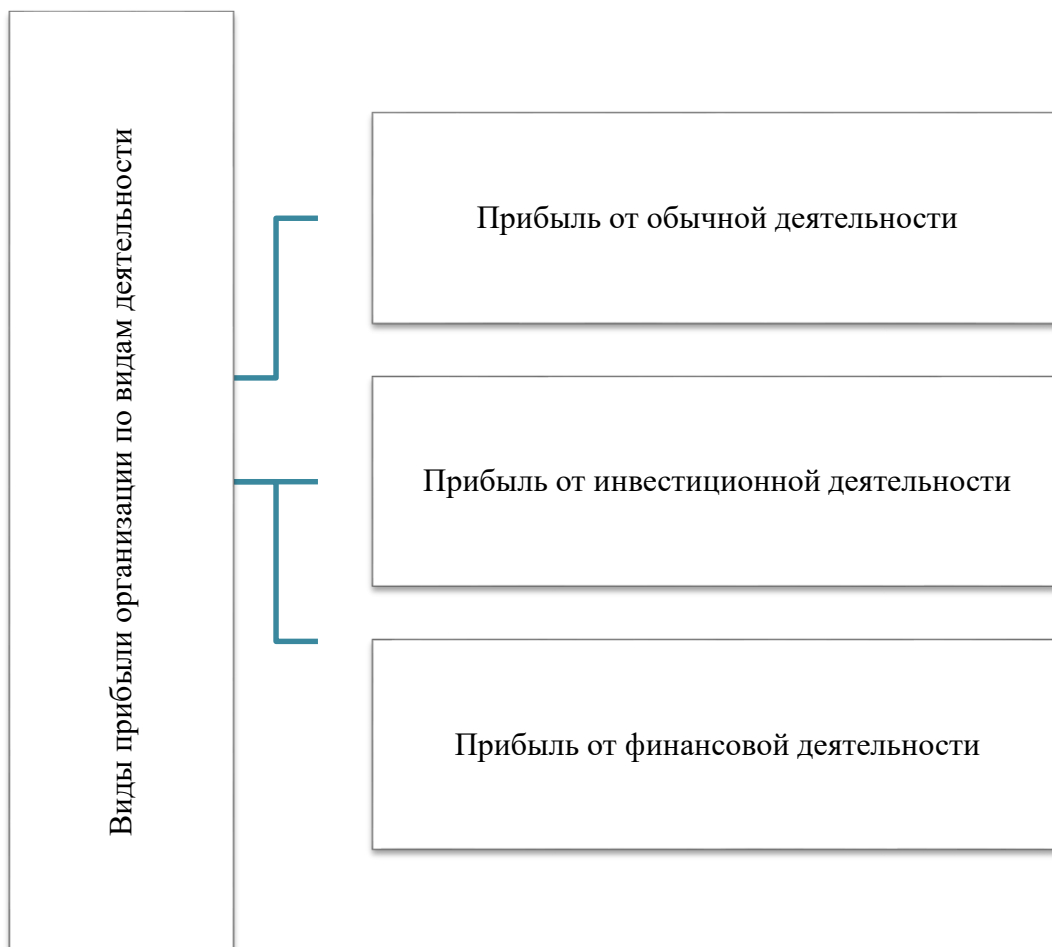 Виды прибыли организации по видам деятельности
Прибыль от обычной деятельности
Прибыль от инвестиционной деятельности
Прибыль от финансовой деятельности